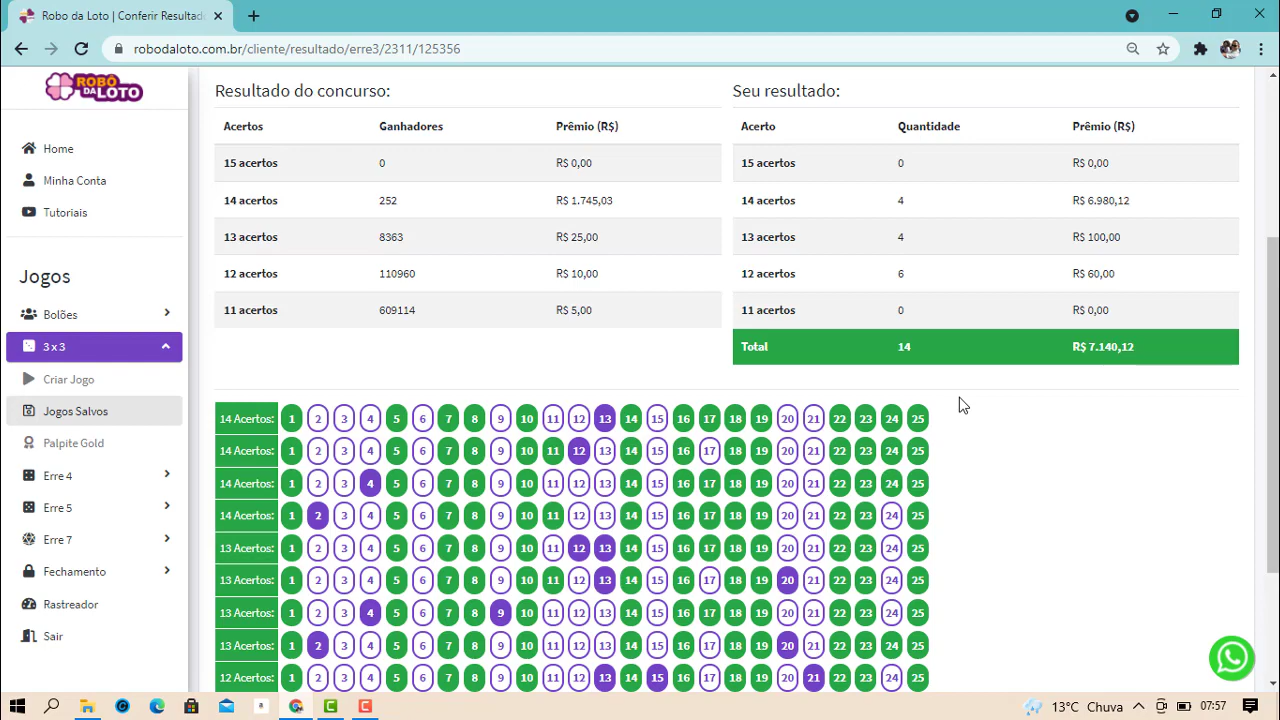 Robo da Loto | Conferir Resultado
robodaloto.com.br/cliente/resultado/erre3/2311/125356
ROBÔ DA LOTO
Home
Minha Conta
Tutoriais
Jogos
Bolões
3 x 3
Criar Jogo
Jogos Salvos
Palpite Gold
Erre 4
Erre 5
Erre 7
Fechamento
Rastreador
Sair
Resultado do concurso:
Acertos Ganhadores Prêmio (R$)
15 acertos 0 R$ 0,00
14 acertos 252 R$ 1.745,03
13 acertos 8363 R$ 25,00
12 acertos 110960 R$ 10,00
11 acertos 609114 R$ 5,00
Seu resultado:
Acerto Quantidade Prêmio (R$)
15 acertos 0 R$ 0,00
14 acertos 4 R$ 6.980,12
13 acertos 4 R$ 100,00
12 acertos 6 R$ 60,00
11 acertos 0 R$ 0,00
Total 14 R$ 7.140,12
14 Acertos: 1 2 3 4 5 6 7 8 9 10 11 12 13 14 15 16 17 18 19 20 21 22 23 24 25
14 Acertos: 1 2 3 4 5 6 7 8 9 10 11 12 13 14 15 16 17 18 19 20 21 22 23 24 25
14 Acertos: 1 2 3 4 5 6 7 8 9 10 11 12 13 14 15 16 17 18 19 20 21 22 23 24 25
14 Acertos: 1 2 3 4 5 6 7 8 9 10 11 12 13 14 15 16 17 18 19 20 21 22 23 24 25
13 Acertos: 1 2 3 4 5 6 7 8 9 10 11 12 13 14 15 16 17 18 19 20 21 22 23 24 25
13 Acertos: 1 2 3 4 5 6 7 8 9 10 11 12 13 14 15 16 17 18 19 20 21 22 23 24 25
13 Acertos: 1 2 3 4 5 6 7 8 9 10 11 12 13 14 15 16 17 18 19 20 21 22 23 24 25
13 Acertos: 1 2 3 4 5 6 7 8 9 10 11 12 13 14 15 16 17 18 19 20 21 22 23 24 25
12 Acertos: 1 2 3 4 5 6 7 8 9 10 11 12 13 14 15 16 17 18 19 20 21 22 23 24 25
13°C Chuva 07:57